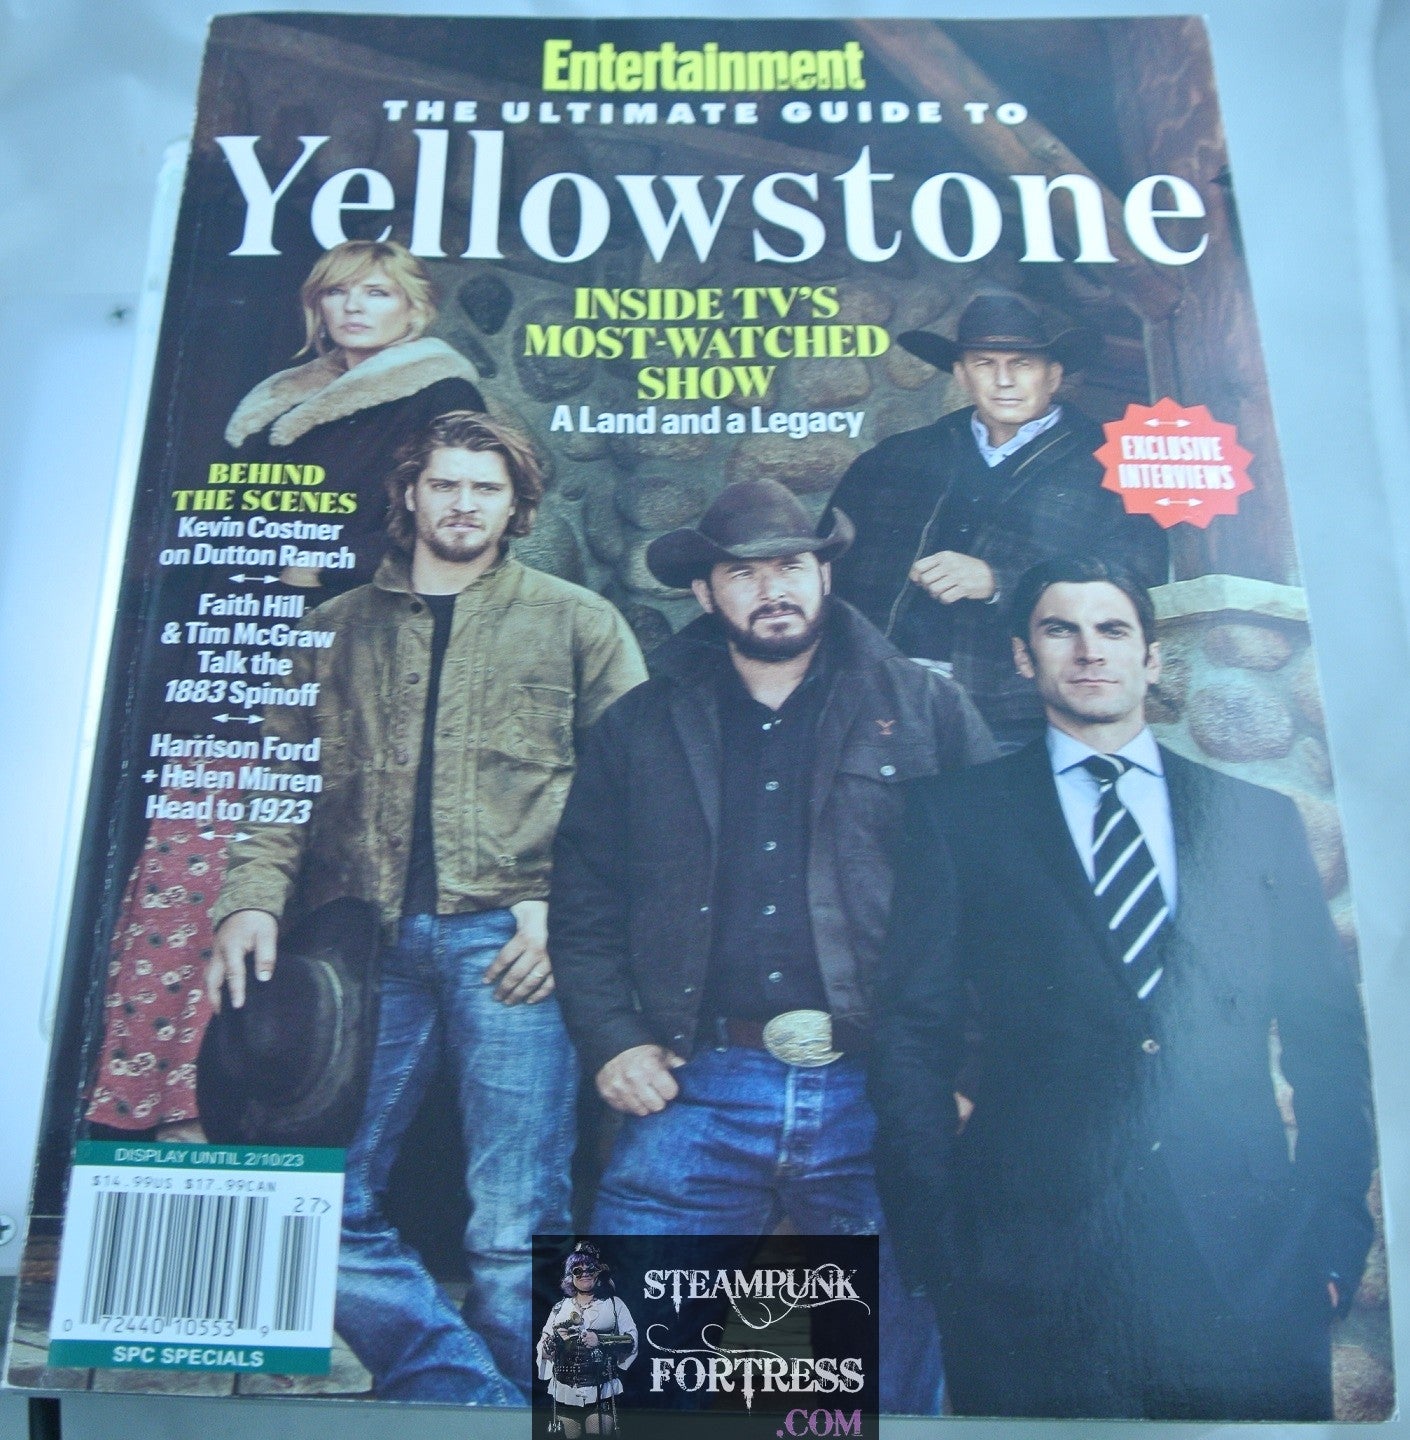 Entertainment
WEEKLY
THE ULTIMATE GUIDE TO
Yellowstone
INSIDE TV'S
MOST-WATCHED
SHOW
A Land and a Legacy
EXCLUSIVE
INTERVIEWS
BEHIND
THE SCENES
Kevin Costner
on Dutton Ranch
Faith Hill
& Tim McGraw
Talk the
1883 Spinoff
Harrison Ford
+ Helen Mirren
Head to 1923
DISPLAY UNTIL 2/10/23
$14.99US $17.99CAN
27>
0 72440 10553 9
SPC SPECIALS
STEAMPUNK
FORTRESS
.COM